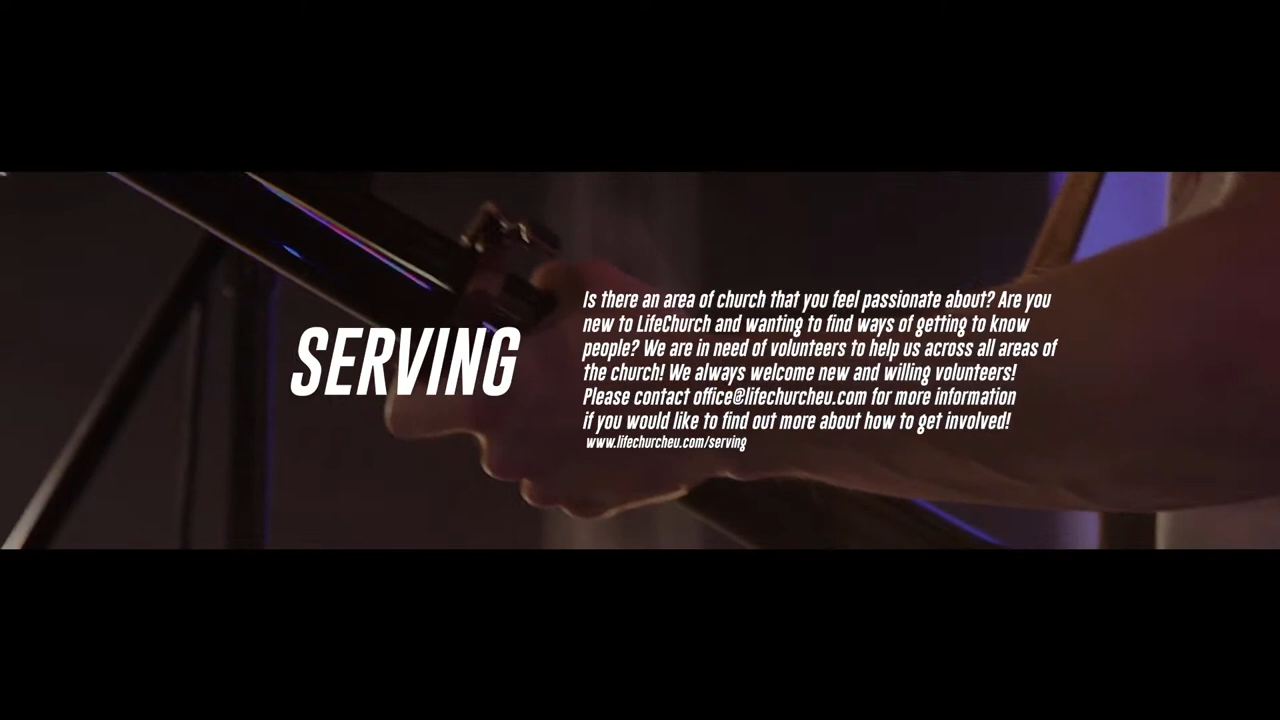 SERVING
Is there an area of church that you feel passionate about? Are you
new to LifeChurch and wanting to find ways of getting to know
people? We are in need of volunteers to help us across all areas of
the church! We always welcome new and willing volunteers!
Please contact office@lifechurcheu.com for more information
if you would like to find out more about how to get involved!
www.lifechurcheu.com/serving